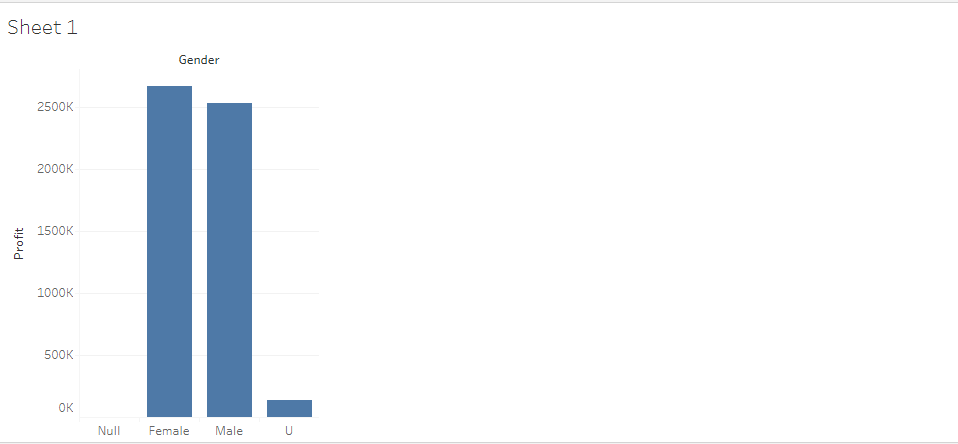 Sheet 1
Gender
2500K
2000K
1500K
1000K
500K
0K
Profit
Null Female Male U